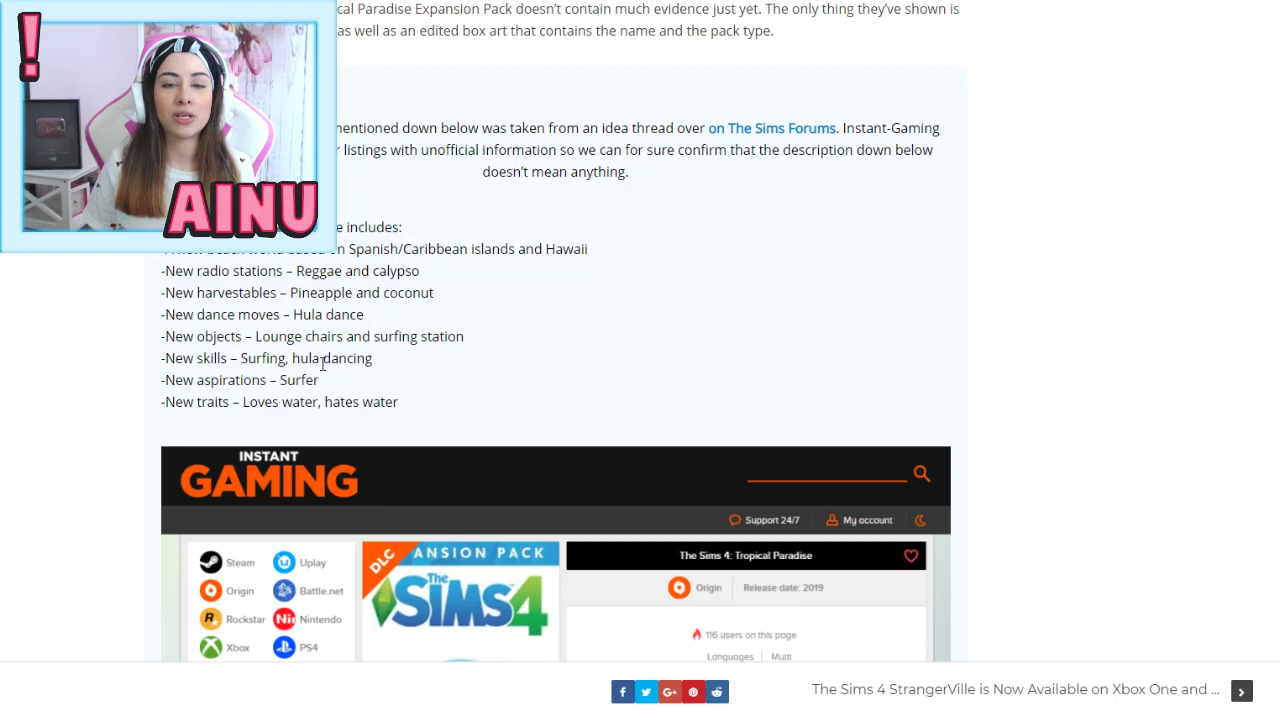 ical Paradise Expansion Pack doesn’t contain much evidence just yet. The only thing they’ve shown is
as well as an edited box art that contains the name and the pack type.
!
AINU
mentioned down below was taken from an idea thread over on The Sims Forums. Instant-Gaming
listings with unofficial information so we can for sure confirm that the description down below
doesn’t mean anything.
includes:
on Spanish/Caribbean islands and Hawaii
-New radio stations – Reggae and calypso
-New harvestables – Pineapple and coconut
-New dance moves – Hula dance
-New objects – Lounge chairs and surfing station
-New skills – Surfing, hula dancing
-New aspirations – Surfer
-New traits – Loves water, hates water
INSTANT
GAMING
Support 24/7
My account
Steam
Uplay
Origin
Battle.net
Rockstar
Nintendo
Xbox
PS4
DLC
ANSION PACK
The
SIMS4
The Sims 4: Tropical Paradise
Origin
Release date: 2019
116 users on this page
Languages
Multi
The Sims 4 StrangerVille is Now Available on Xbox One and ...